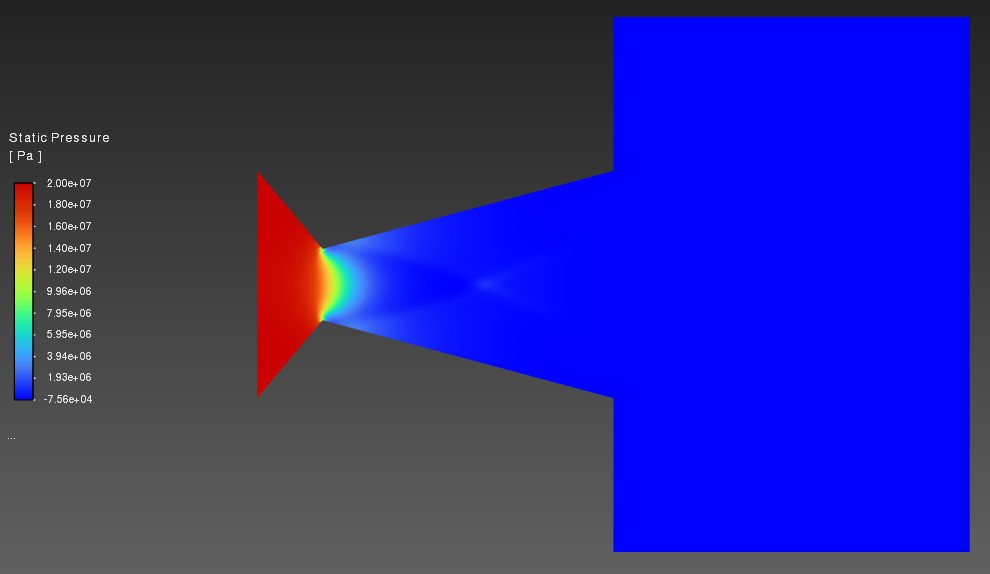 Static Pressure
[ Pa ]
2.00e+07
1.80e+07
1.60e+07
1.40e+07
1.20e+07
9.96e+06
7.95e+06
5.95e+06
3.94e+06
1.93e+06
-7.56e+04
...